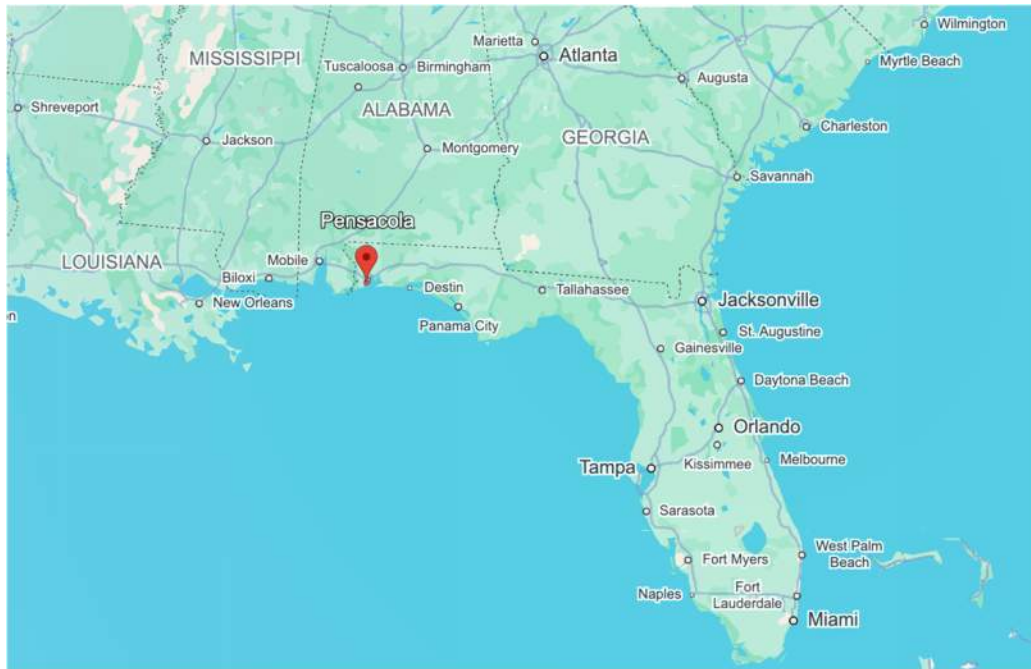 Wilmington
Marietta
Atlanta
MISSISSIPPI
Tuscaloosa
Birmingham
Myrtle Beach
Augusta
Shreveport
ALABAMA
Charleston
Jackson
Montgomery
GEORGIA
Savannah
Pensacola
LOUISIANA
Mobile
Biloxi
Destin
Tallahassee
New Orleans
Jacksonville
n
Panama City
St. Augustine
Gainesville
Daytona Beach
Orlando
Tampa
Kissimmee
Melbourne
Sarasota
West Palm
Beach
Fort Myers
Naples
Fort
Lauderdale
Miami